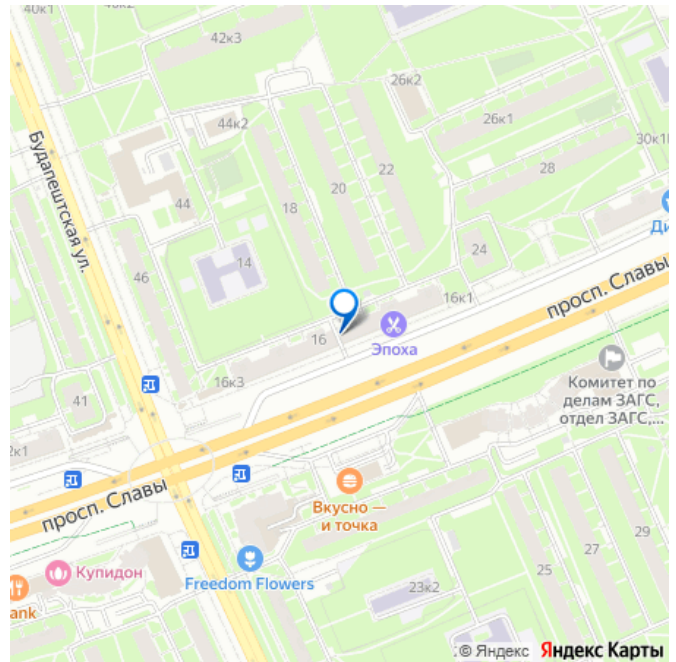 40к1
40к2
42к3
26к2
44к2
26к1
Будапештская ул.
22
30к1
20
28
44
18
24
Ди
14
46
просп. Славы
16к1
16
Эпоха
16к3
Комитет по
делам ЗАГС,
отдел ЗАГС,...
41
2к1
просп. Славы
Вкусно —
и точка
29
27
25
Купидон
Freedom Flowers
23к2
ank
© Яндекс Яндекс Карты